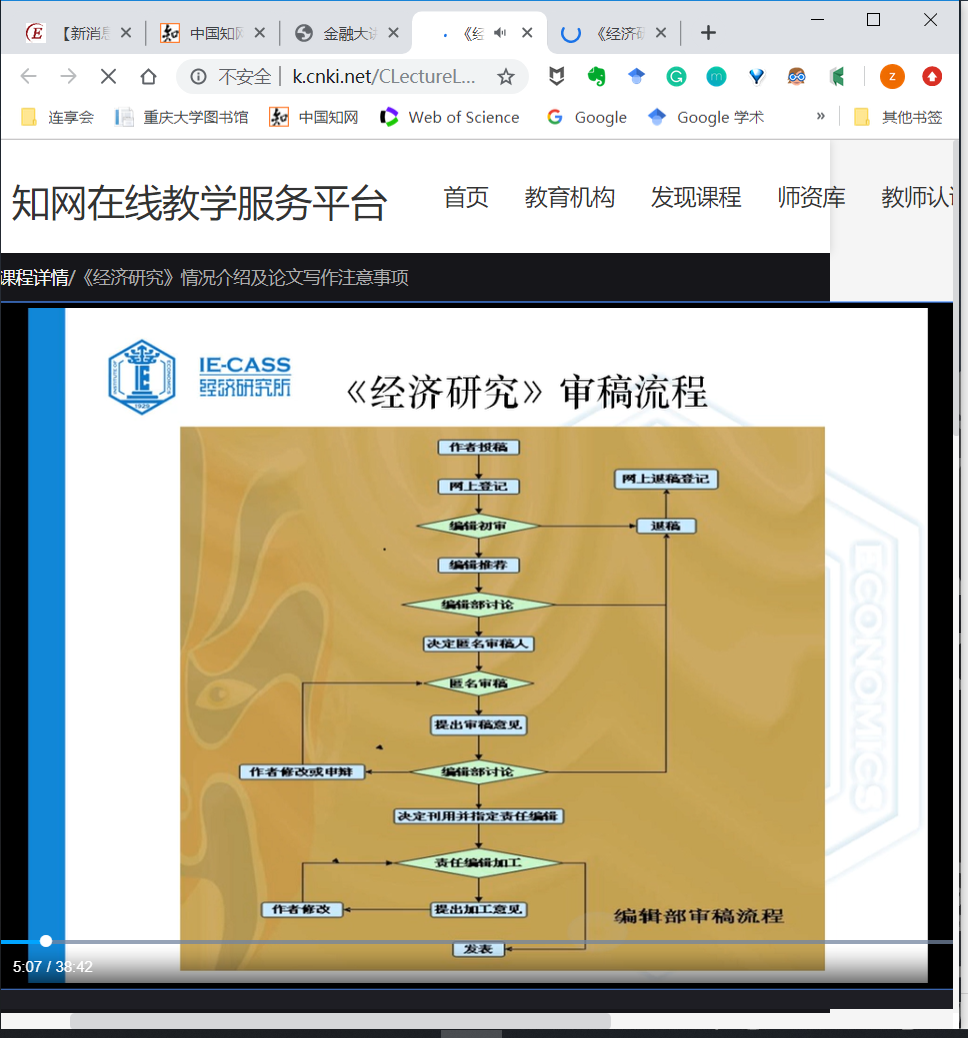 【新消息
中国知网
金融大讲
《经
《经济研
不安全 k.cnki.net/CLectureL...
连享会 重庆大学图书馆 中国知网 Web of Science Google Google 学术 » 其他书签
知网在线教学服务平台 首页 教育机构 发现课程 师资库 教师认证
课程详情/《经济研究》情况介绍及论文写作注意事项
IE-CASS
经济研究所
INSTITUTE OF ECONOMICS
1929
《经济研究》审稿流程
作者投稿
网上登记 网上退稿登记
编辑初审 退稿
编辑推荐
编辑部讨论
决定匿名审稿人
匿名审稿
提出审稿意见
作者修改或申辩 编辑部讨论
决定刊用并指定责任编辑
责任编辑加工
作者修改 提出加工意见
编辑部审稿流程
发表
ECONOMICS
5:07 / 38:42